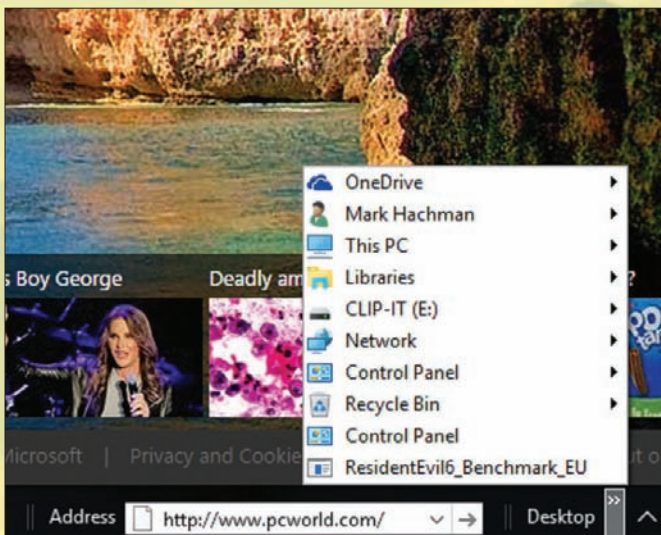 OneDrive
Mark Hachman
This PC
s Boy George
Deadly am
Libraries
?
CLIP-IT (E:)
Network
Control Panel
Recycle Bin
Microsoft | Privacy and Cookie
Control Panel
ut o
ResidentEvil6_Benchmark_EU
Address http://www.pcworld.com/ Desktop